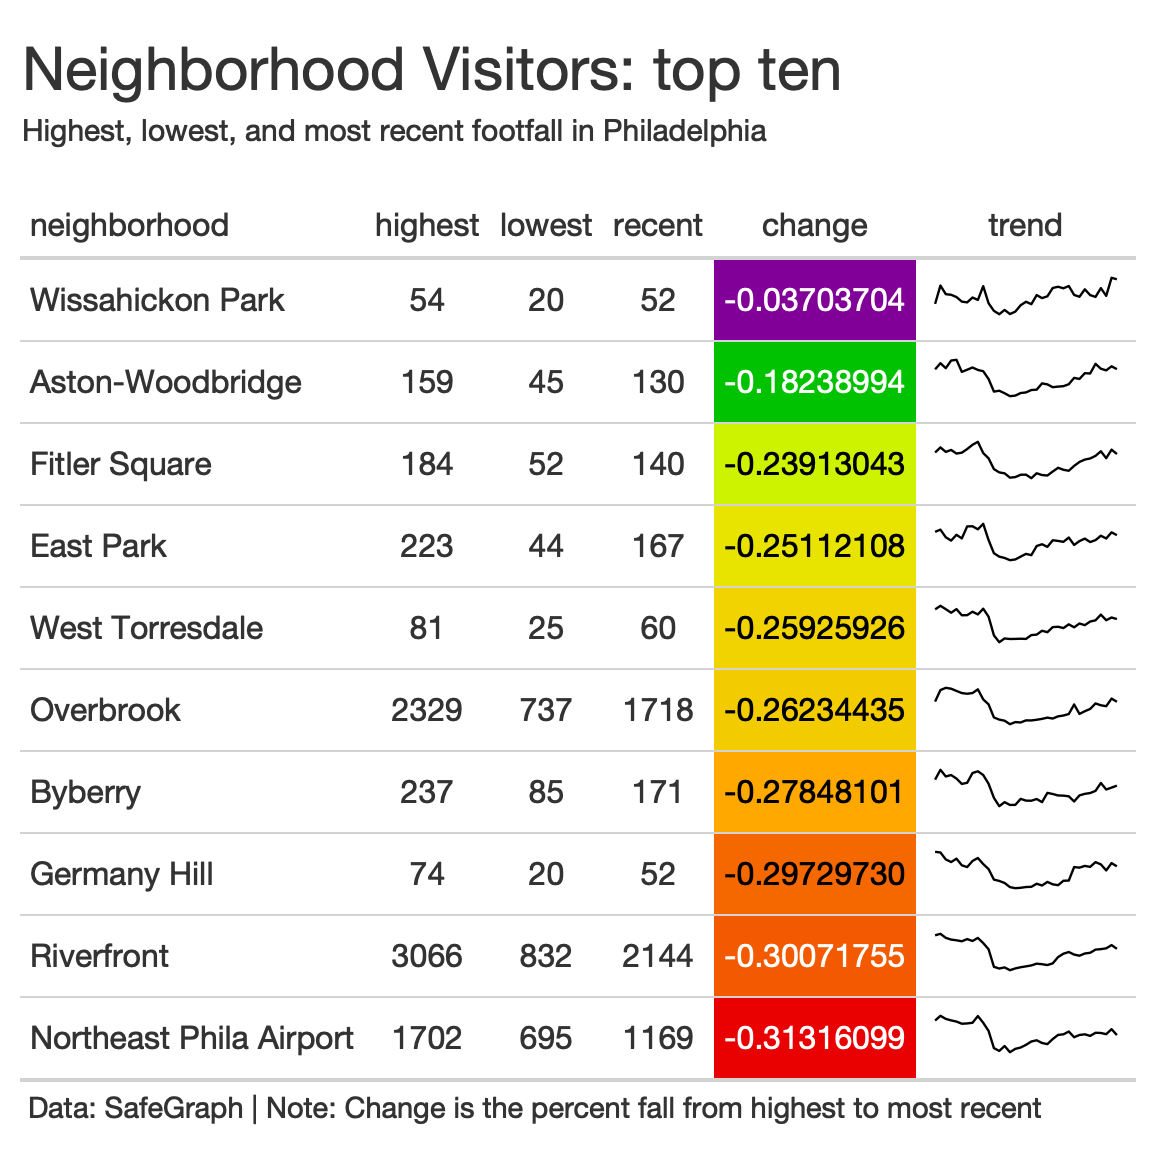 Neighborhood Visitors: top ten
Highest, lowest, and most recent footfall in Philadelphia
neighborhood highest lowest recent change trend
Wissahickon Park 54 20 52 -0.03703704
Aston-Woodbridge 159 45 130 -0.18238994
Fitler Square 184 52 140 -0.23913043
East Park 223 44 167 -0.25112108
West Torresdale 81 25 60 -0.25925926
Overbrook 2329 737 1718 -0.26234435
Byberry 237 85 171 -0.27848101
Germany Hill 74 20 52 -0.29729730
Riverfront 3066 832 2144 -0.30071755
Northeast Phila Airport 1702 695 1169 -0.31316099
Data: SafeGraph | Note: Change is the percent fall from highest to most recent